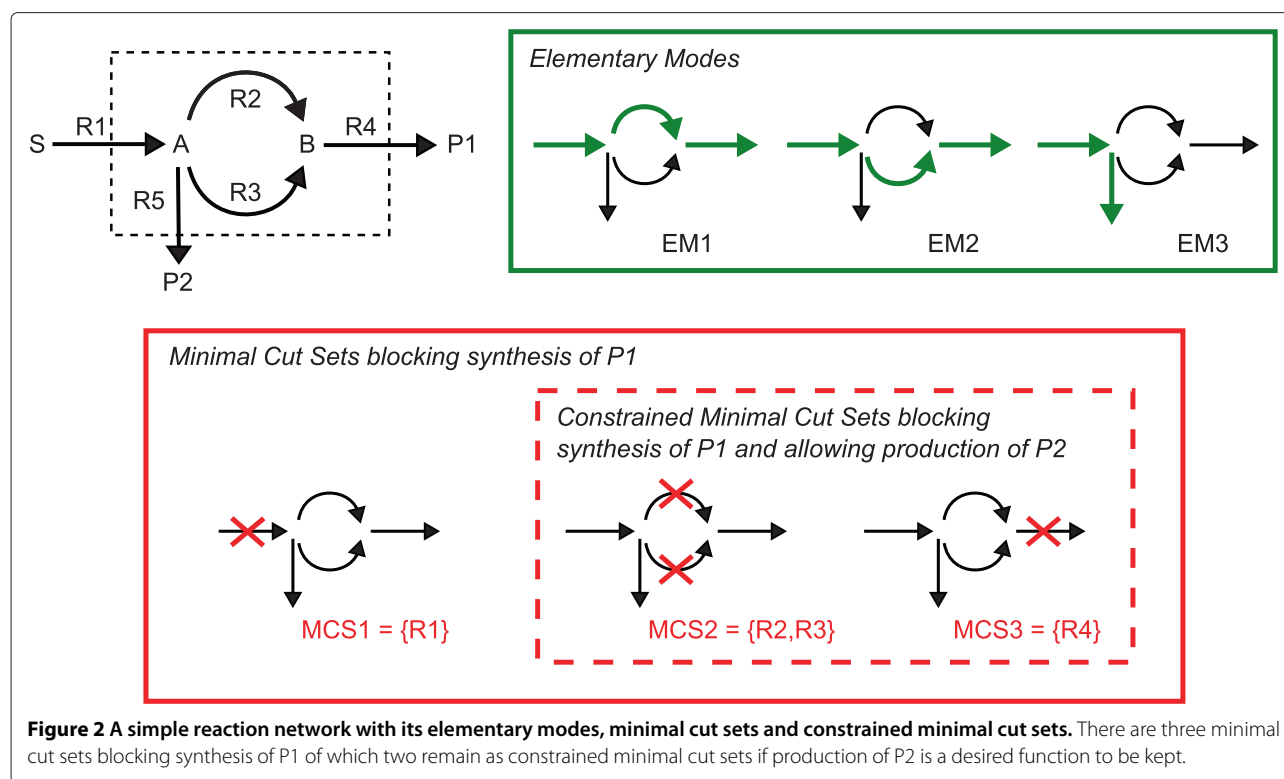 S
R1
A
R2
R3
B
R4
P1
R5
P2
Elementary Modes
EM1
EM2
EM3
Minimal Cut Sets blocking synthesis of P1
Constrained Minimal Cut Sets blocking
synthesis of P1 and allowing production of P2
MCS1 = {R1}
MCS2 = {R2,R3}
MCS3 = {R4}
Figure 2 A simple reaction network with its elementary modes, minimal cut sets and constrained minimal cut sets. There are three minimal
cut sets blocking synthesis of P1 of which two remain as constrained minimal cut sets if production of P2 is a desired function to be kept.